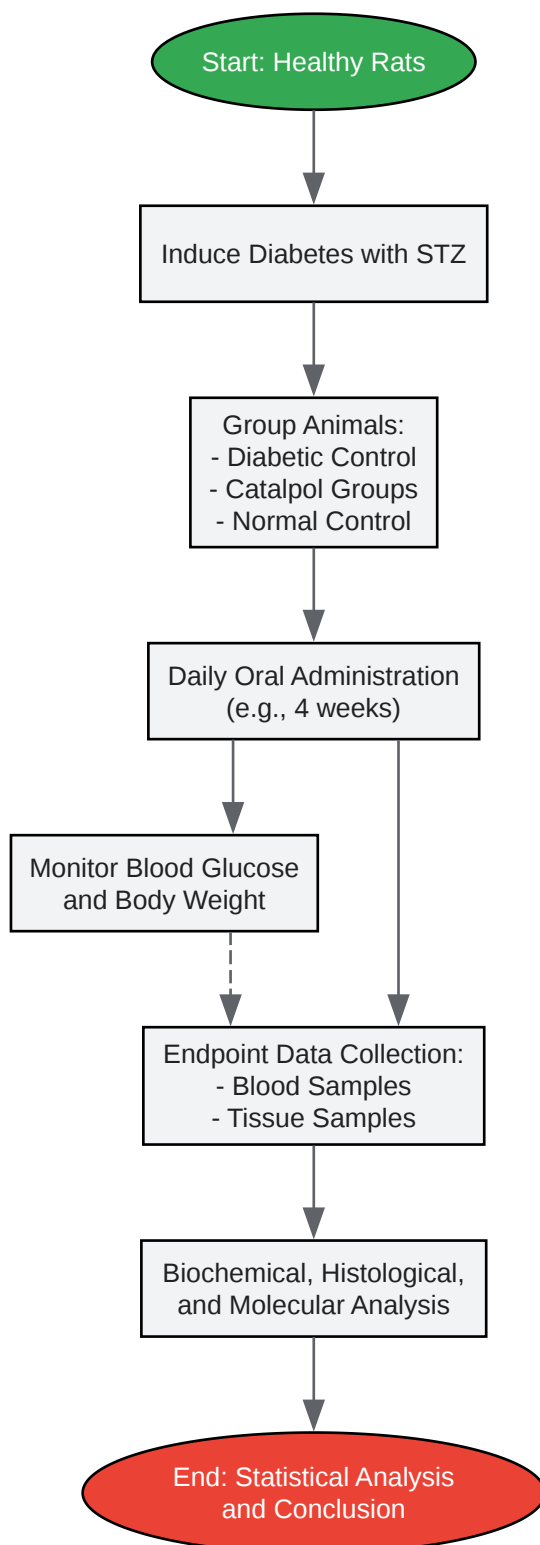 Start: Healthy Rats
Induce Diabetes with STZ
Group Animals:
- Diabetic Control
- Catalpol Groups
- Normal Control
Daily Oral Administration
(e.g., 4 weeks)
Monitor Blood Glucose
and Body Weight
Endpoint Data Collection:
- Blood Samples
- Tissue Samples
Biochemical, Histological,
and Molecular Analysis
End: Statistical Analysis
and Conclusion